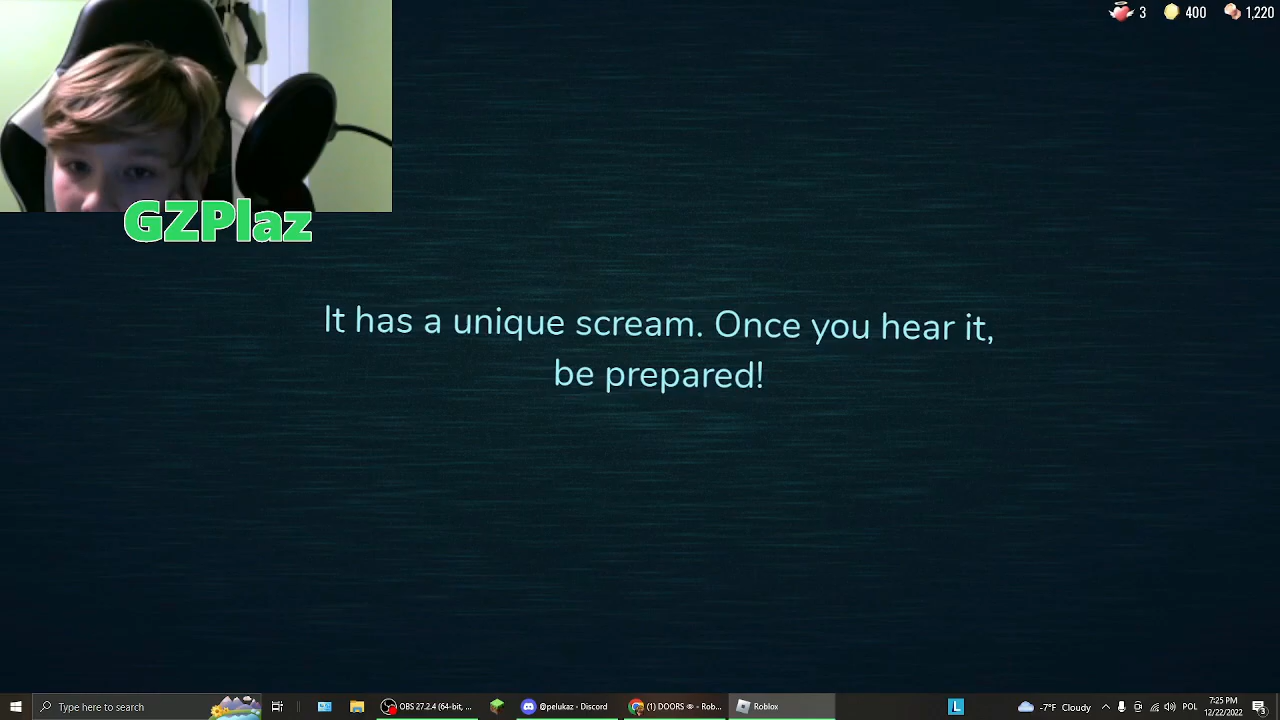 3 400 1,220
GZPlaz
It has a unique scream. Once you hear it,
be prepared!
Type here to search
OBS 27.2.4 (64-bit, ...
@pelukaz - Discord
(1) DOORS 👁 - Rob...
Roblox
L
-7°F Cloudy
POL
7:25 PM
12/22/2022